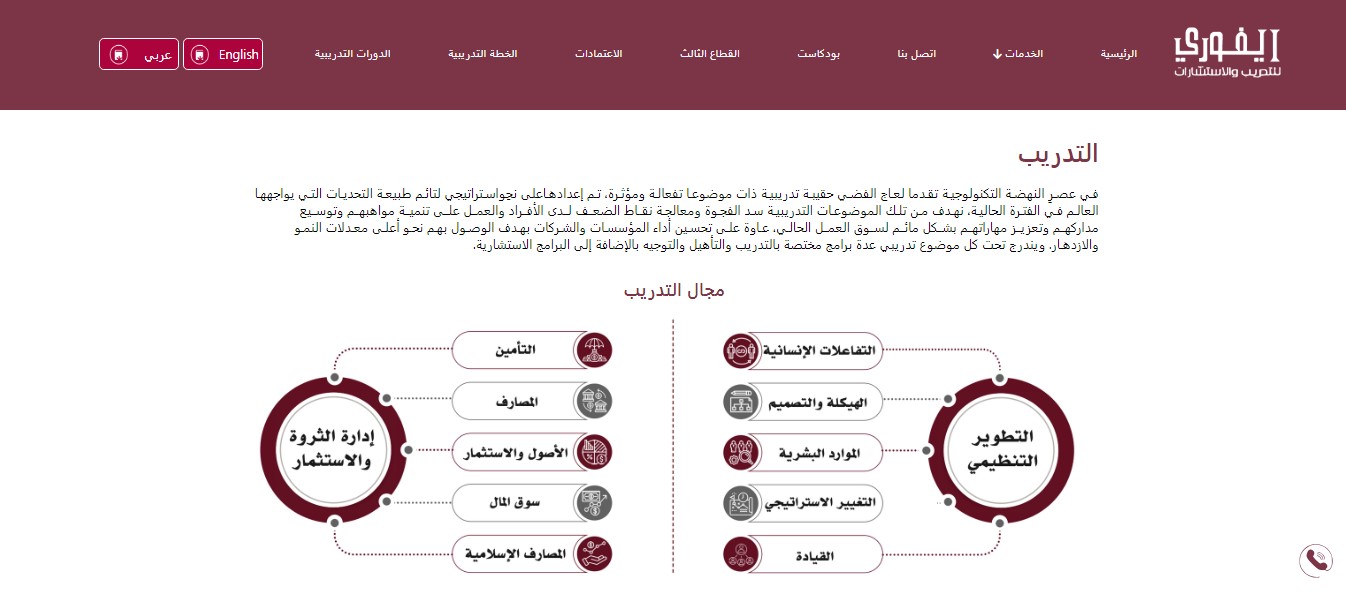 الفوري
للتدريب والاستشارات
الرئيسية
الخدمات ↓
اتصل بنا
بودكاست
القطاع الثالث
الاعتمادات
الخطة التدريبية
الدورات التدريبية
English
عربي
التدريب
في عصر النهضة التكنولوجية تقدما لعاج الفضي حقيبة تدريبية ذات موضوعا تفعالة ومؤثرة، تم إعدادهاعلى نحواستراتيجي لتائم طبيعة التحديات التي يواجهها
العالم في الفترة الحالية، نهدف من تلك الموضوعات التدريبية سد الفجوة ومعالجة نقاط الضعف لدى الأفراد والعمل على تنمية مواهبهم وتوسيع
مداركهم وتعزيز مهاراتهم بشكل مائم لسوق العمل الحالي، عاوة على تحسين أداء المؤسسات والشركات بهدف الوصول بهم نحو أعلى معدلات النمو
والازدهار. ويندرج تحت كل موضوع تدريبي عدة برامج مختصة بالتدريب والتأهيل والتوجيه بالإضافة إلى البرامج الاستشارية.
مجال التدريب
التطوير
التنظيمي
التفاعلات الإنسانية
الهيكلة والتصميم
الموارد البشرية
التغيير الاستراتيجي
القيادة
التأمين
المصارف
الأصول والاستثمار
سوق المال
المصارف الإسلامية
إدارة الثروة
والاستثمار